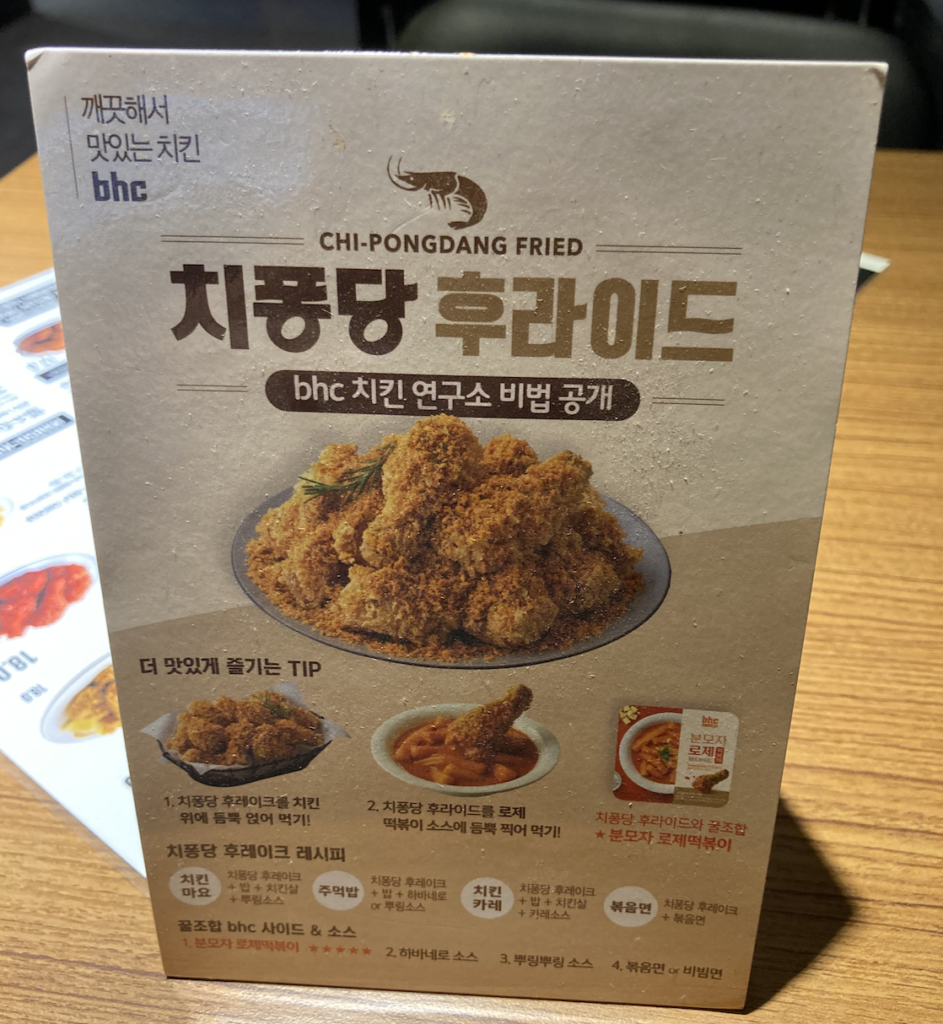 깨끗해서
맛있는 치킨
bhc
CHI-PONGDANG FRIED
치퐁당 후라이드
bhc 치킨 연구소 비법 공개
더 맛있게 즐기는 TIP
1. 치퐁당 후레이크를 치킨
위에 듬뿍 얹어 먹기!
2. 치퐁당 후라이드를 로제
떡볶이 소스에 듬뿍 찍어 먹기!
bhc
분모자
로제
치퐁당 후라이드와 꿀조합
★ 분모자 로제떡볶이
치퐁당 후레이크 레시피
치킨
마요
치퐁당 후레이크
+ 밥 + 치킨살
+ 뿌링소스
주먹밥
치퐁당 후레이크
+ 밥 + 하바네로
or 뿌링소스
치킨
카레
치퐁당 후레이크
+ 밥 + 치킨살
+ 카레소스
볶음면
치퐁당 후레이크
+ 볶음면
꿀조합 bhc 사이드 & 소스
1. 분모자 로제떡볶이 ★★★★★ 2. 하바네로 소스 3. 뿌링뿌링 소스 4. 볶음면 or 비빔면
18.0